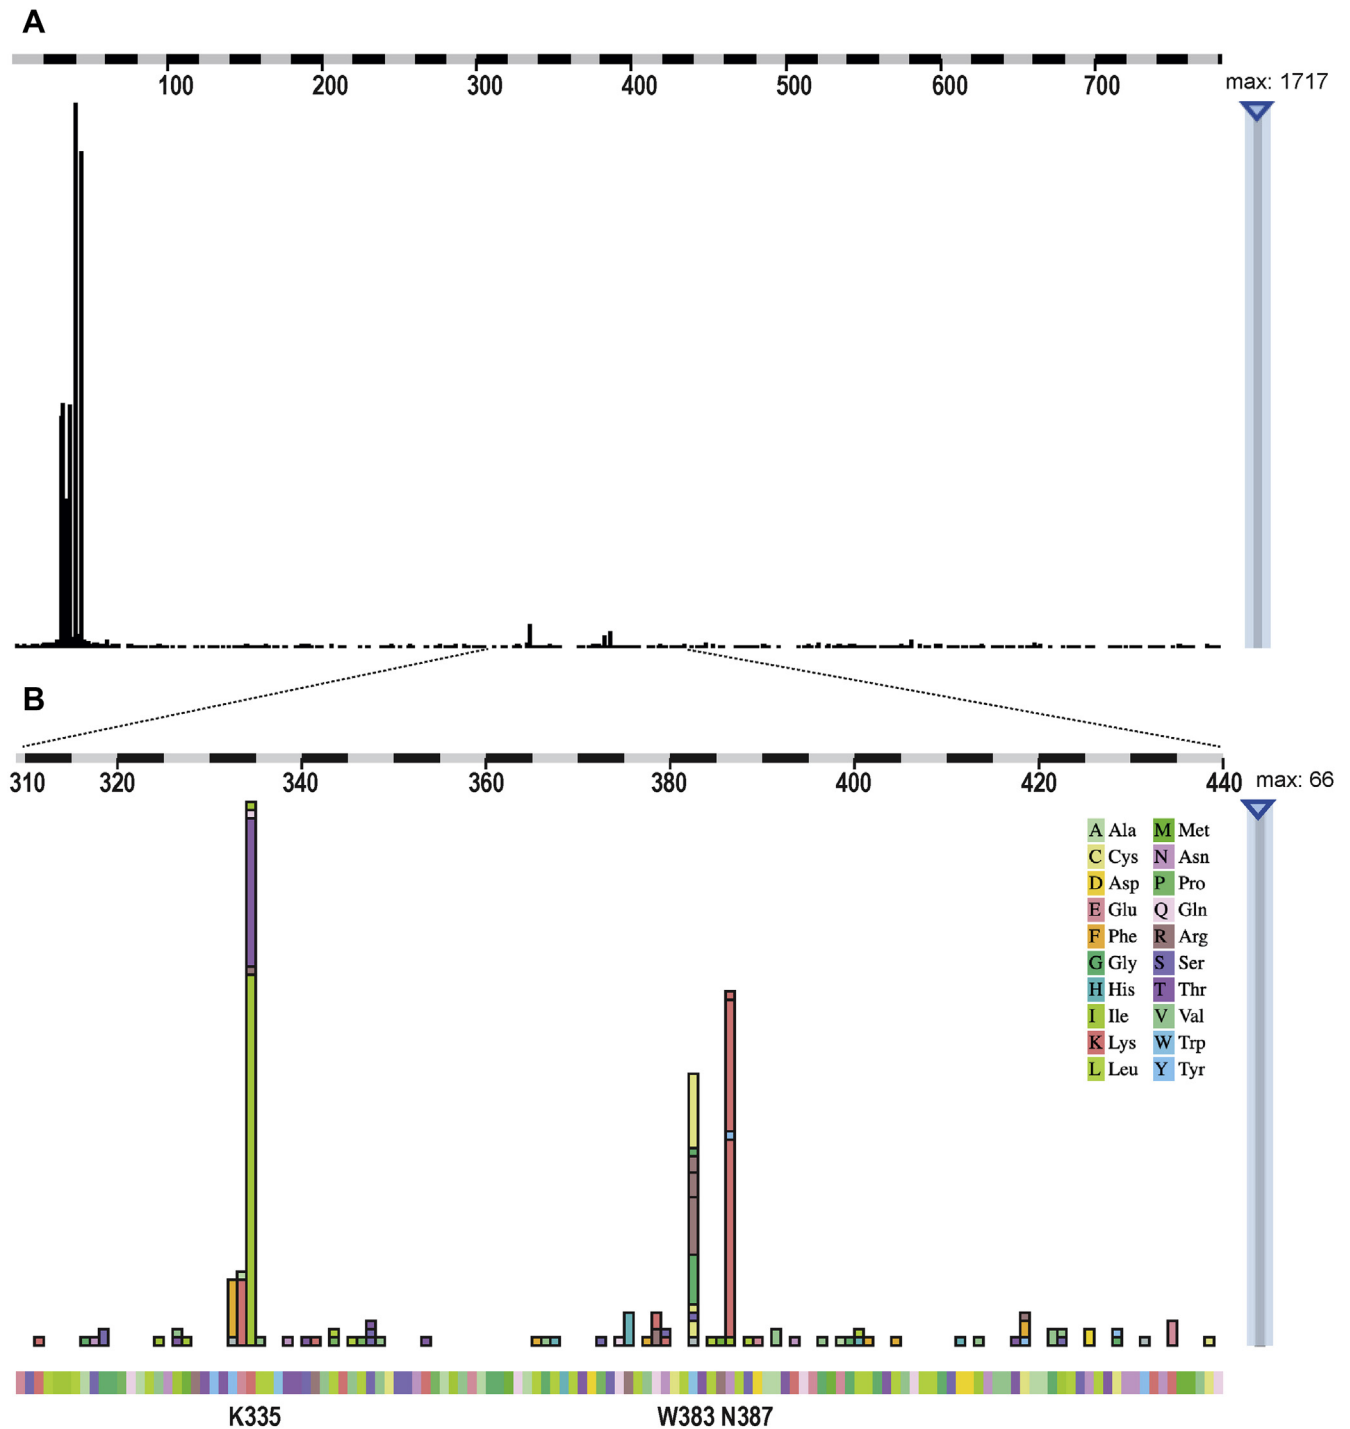 A
100 200 300 400 500 600 700
max: 1717
B
310 320 340 360 380 400 420 440
max: 66
A Ala M Met
C Cys N Asn
D Asp P Pro
E Glu Q Gln
F Phe R Arg
G Gly S Ser
H His T Thr
I Ile V Val
K Lys W Trp
L Leu Y Tyr
K335 W383 N387